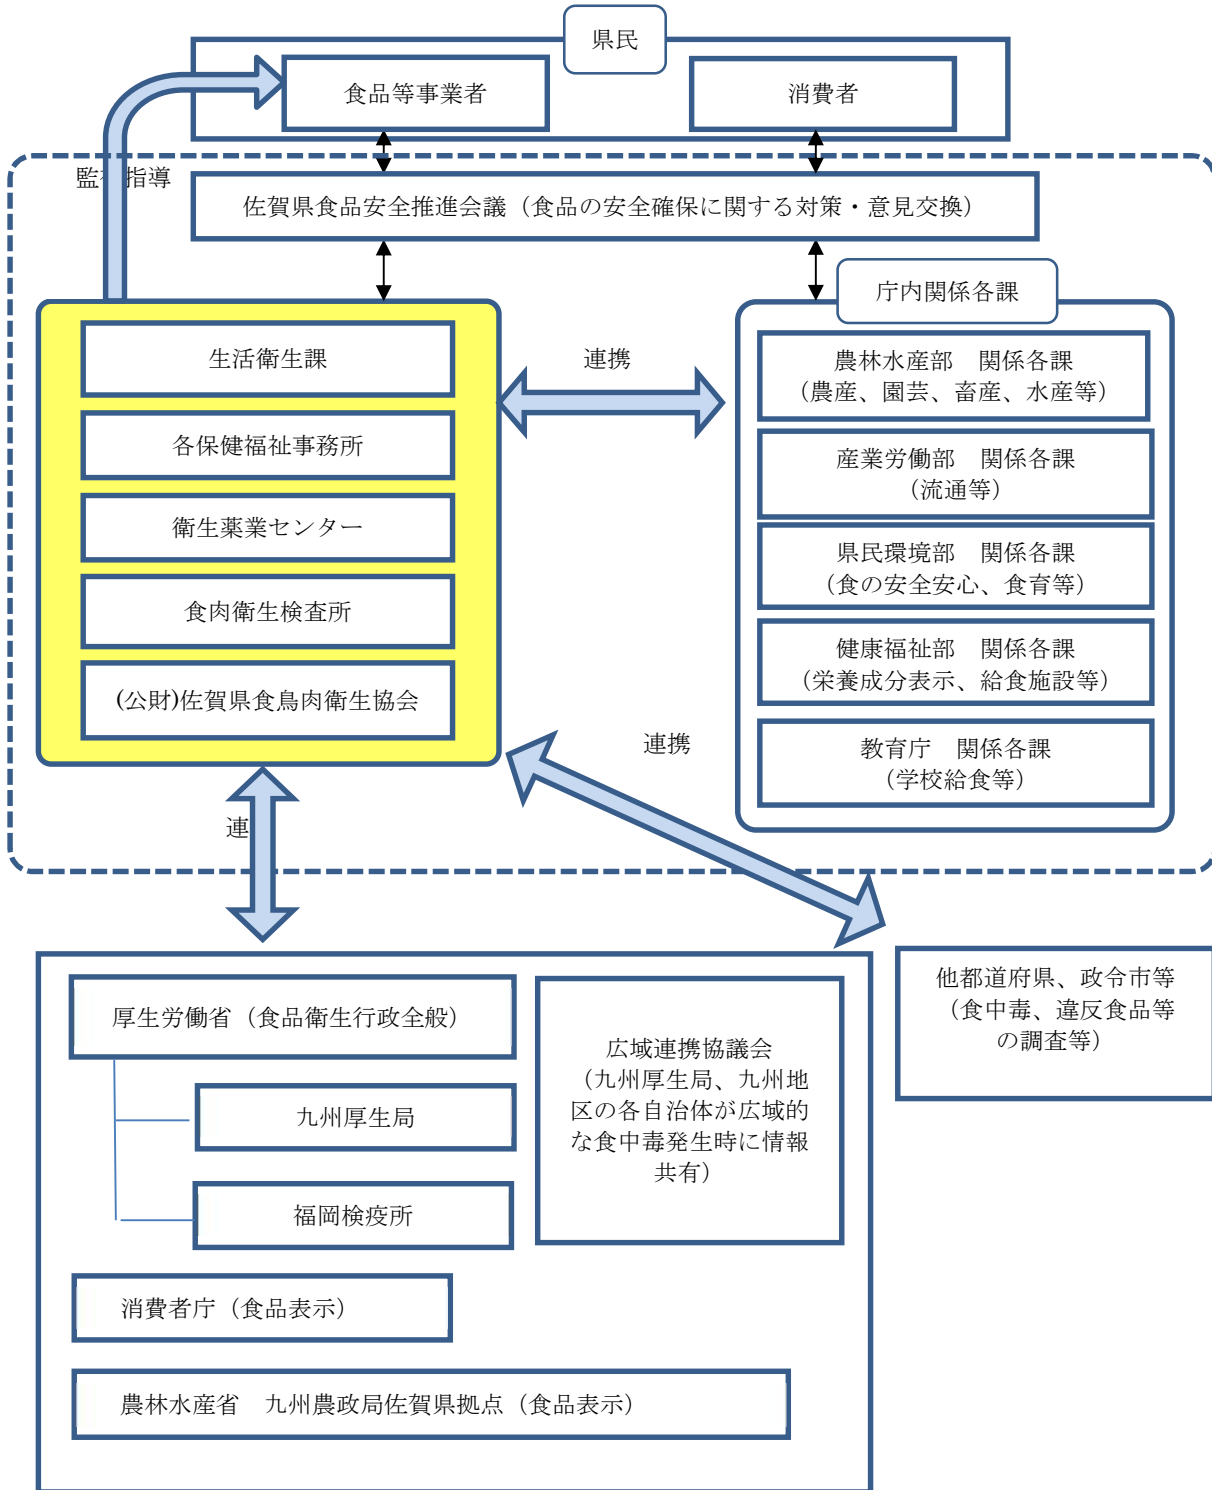 県民
食品等事業者
消費者
監視指導
佐賀県食品安全推進会議（食品の安全確保に関する対策・意見交換）
生活衛生課
各保健福祉事務所
衛生薬業センター
食肉衛生検査所
(公財)佐賀県食鳥肉衛生協会
連携
庁内関係各課
農林水産部　関係各課
（農産、園芸、畜産、水産等）
産業労働部　関係各課
（流通等）
県民環境部　関係各課
（食の安全安心、食育等）
健康福祉部　関係各課
（栄養成分表示、給食施設等）
教育庁　関係各課
（学校給食等）
連携
連
厚生労働省（食品衛生行政全般）
九州厚生局
福岡検疫所
消費者庁（食品表示）
農林水産省　九州農政局佐賀県拠点（食品表示）
広域連携協議会
（九州厚生局、九州地
区の各自治体が広域的
な食中毒発生時に情報
共有）
他都道府県、政令市等
（食中毒、違反食品等
の調査等）